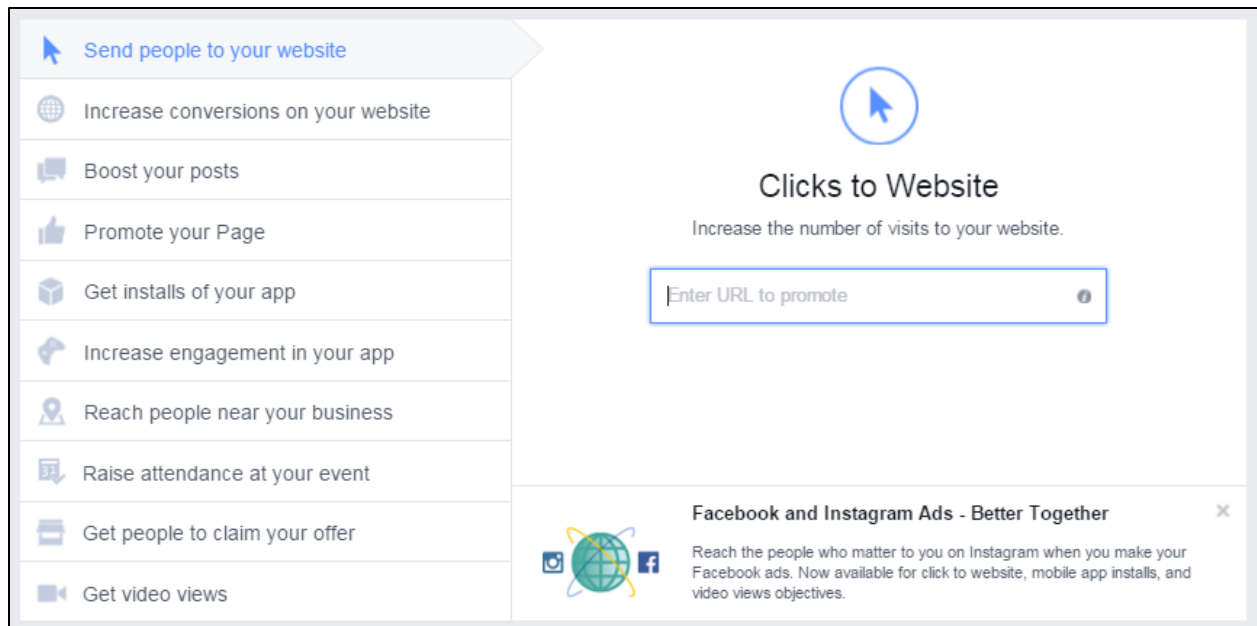 Send people to your website
Increase conversions on your website
Boost your posts
Promote your Page
Get installs of your app
Increase engagement in your app
Reach people near your business
Raise attendance at your event
Get people to claim your offer
Get video views
Clicks to Website
Increase the number of visits to your website.
Enter URL to promote
Facebook and Instagram Ads - Better Together
Reach the people who matter to you on Instagram when you make your
Facebook ads. Now available for click to website, mobile app installs, and
video views objectives.